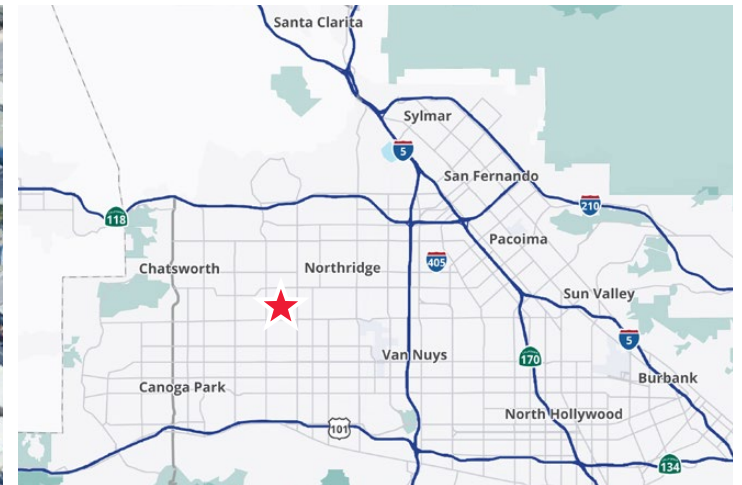 Santa Clarita
Sylmar
5
San Fernando
210
118
Pacoima
405
Chatsworth
Northridge
Sun Valley
5
Van Nuys
170
Burbank
Canoga Park
North Hollywood
101
134